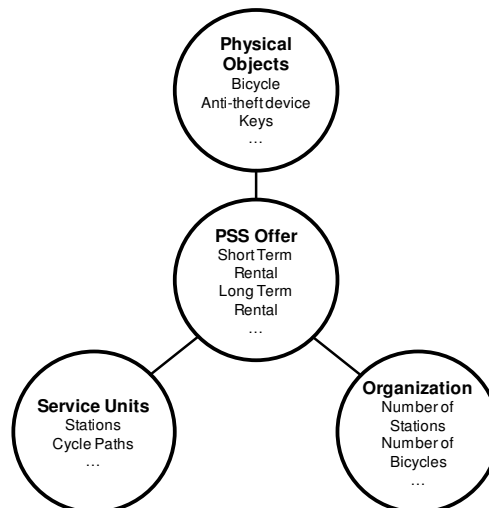 Physical
Objects
Bicycle
Anti-theft device
Keys
…
PSS Offer
Short Term
Rental
Long Term
Rental
…
Service Units
Stations
Cycle Paths
…
Organization
Number of
Stations
Number of
Bicycles
…